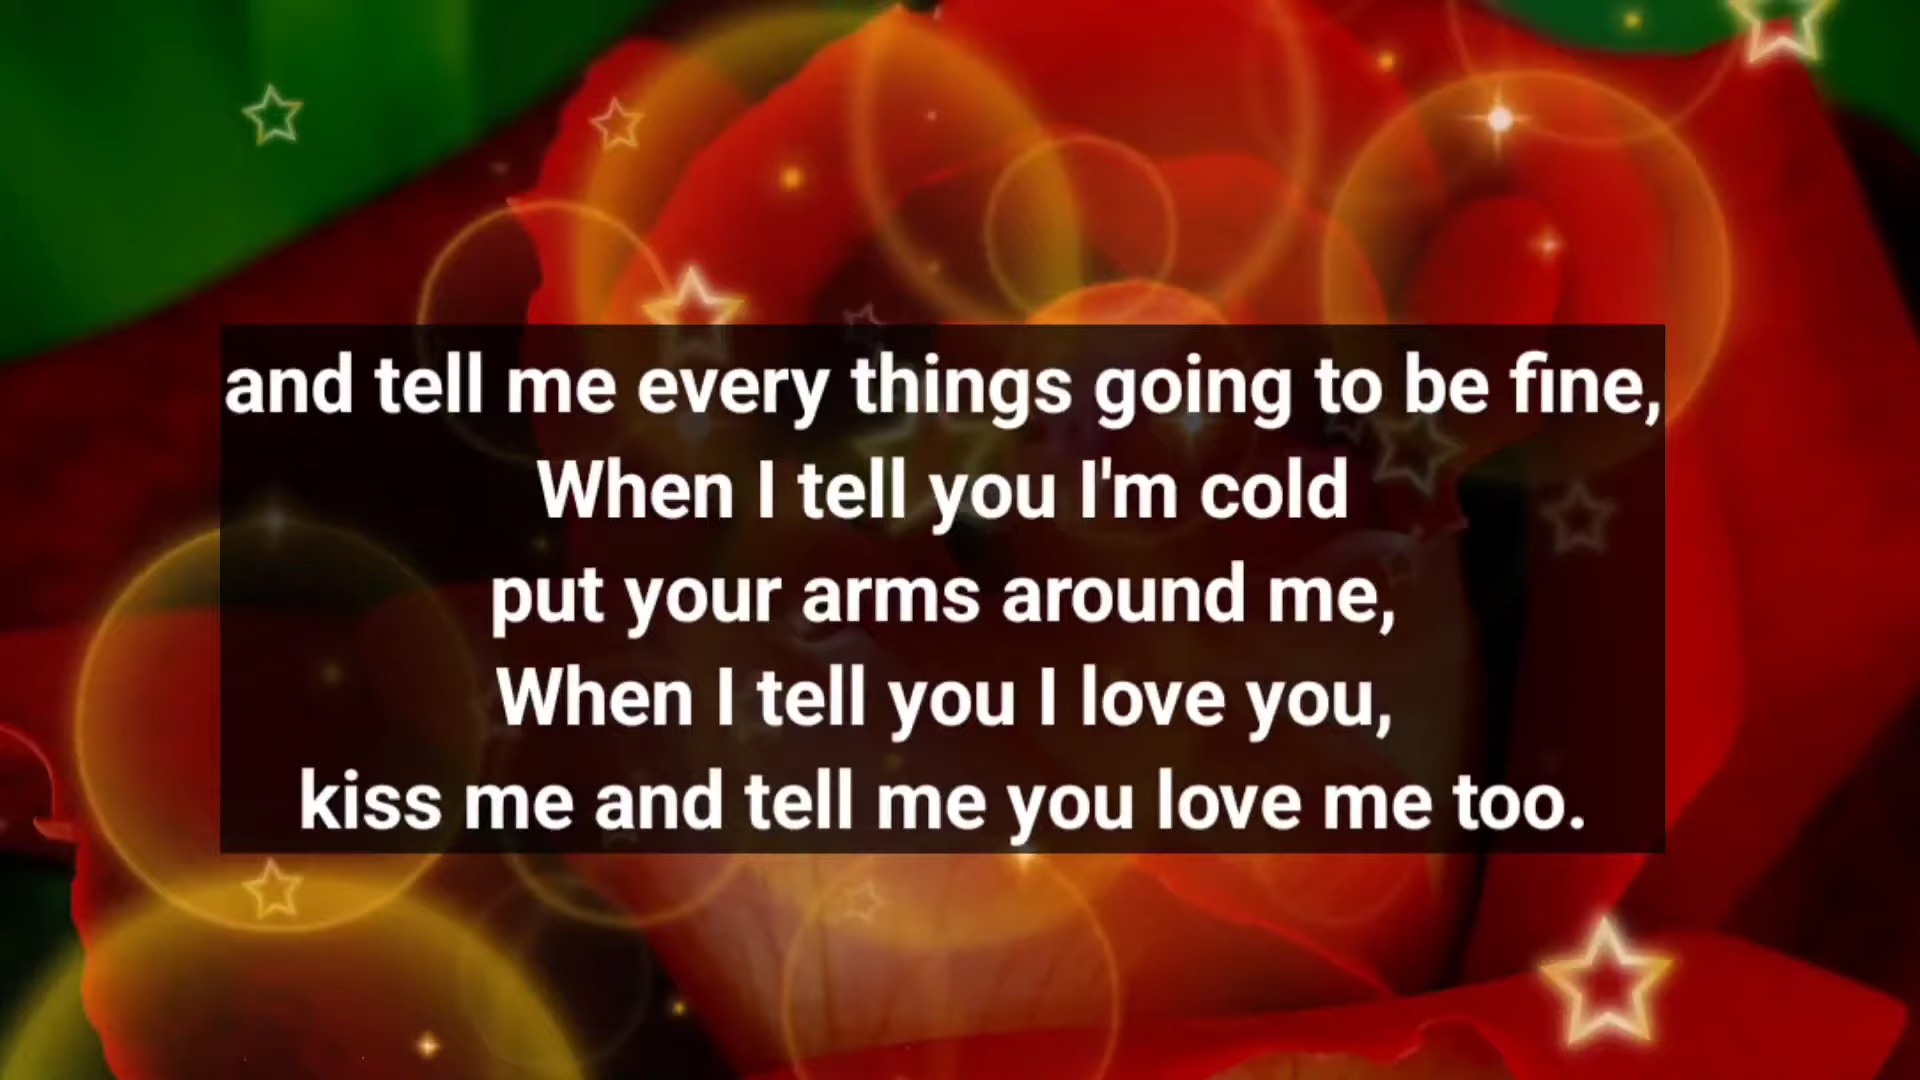 and tell me every things going to be fine,
When I tell you I'm cold
put your arms around me,
When I tell you I love you,
kiss me and tell me you love me too.